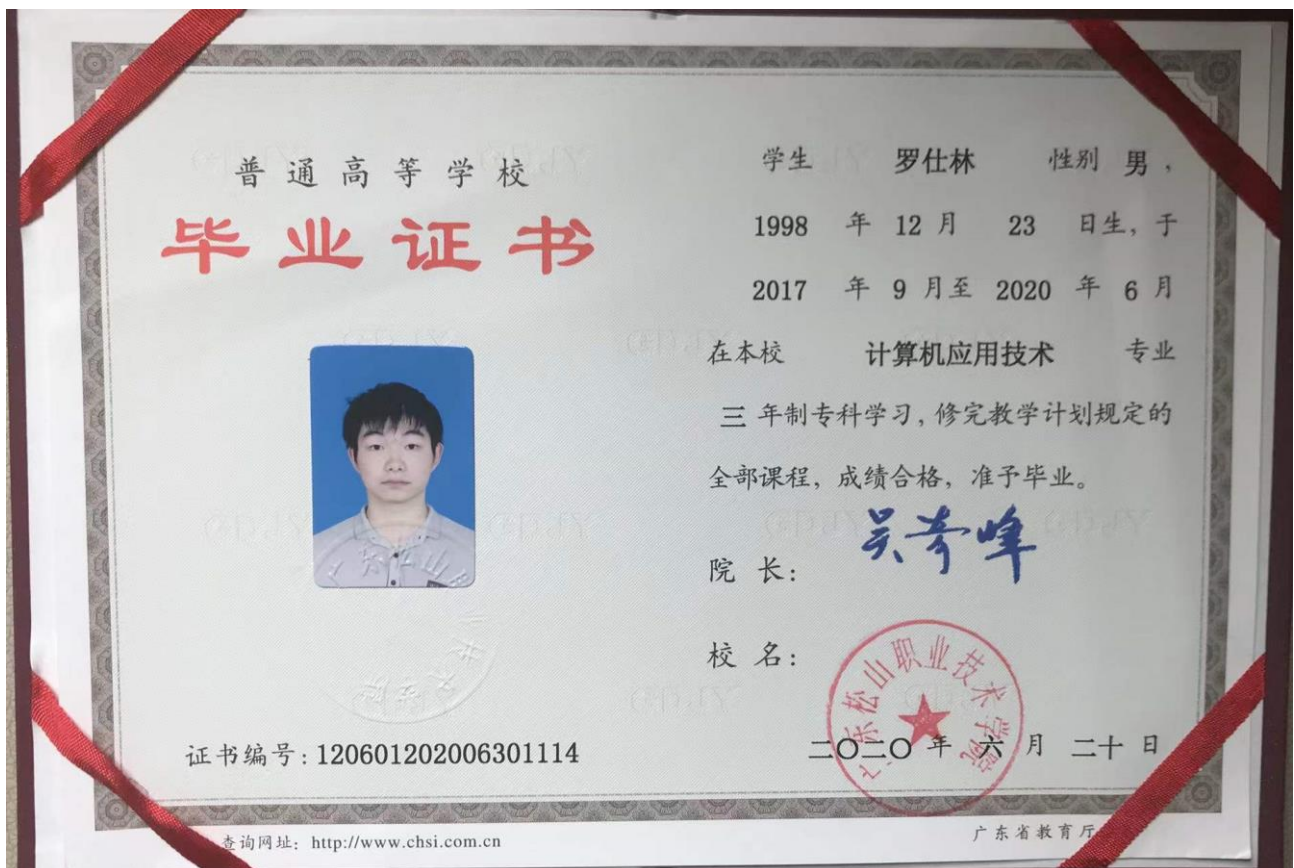 普通高等学校
毕业证书
证书编号:120601202006301114
学生 罗仕林 性别 男,
1998 年 12 月 23 日生,于
2017 年 9 月至 2020 年 6 月
在本校 计算机应用技术 专业
三 年制专科学习,修完教学计划规定的
全部课程,成绩合格,准予毕业。
院 长: 吴奇峰
校 名:
广东松山职业技术学院
二〇二〇 年 六 月 二十 日
查询网址:http://www.chsi.com.cn
广东省教育厅